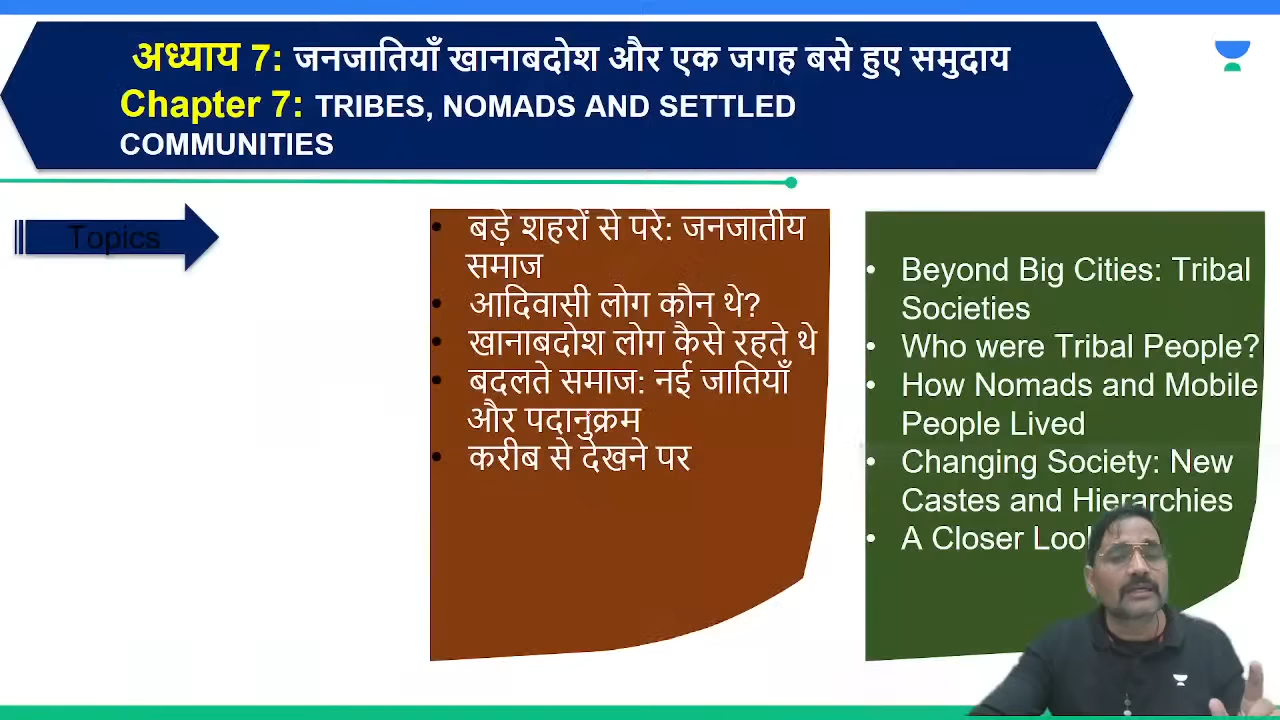 अध्याय 7: जनजातियाँ खानाबदोश और एक जगह बसे हुए समुदाय
Chapter 7: TRIBES, NOMADS AND SETTLED
COMMUNITIES
Topics
• बड़े शहरों से परे: जनजातीय
समाज
• आदिवासी लोग कौन थे?
• खानाबदोश लोग कैसे रहते थे
• बदलते समाज: नई जातियाँ
और पदानुक्रम
• करीब से देखने पर
• Beyond Big Cities: Tribal
Societies
• Who were Tribal People?
• How Nomads and Mobile
People Lived
• Changing Society: New
Castes and Hierarchies
• A Closer Look